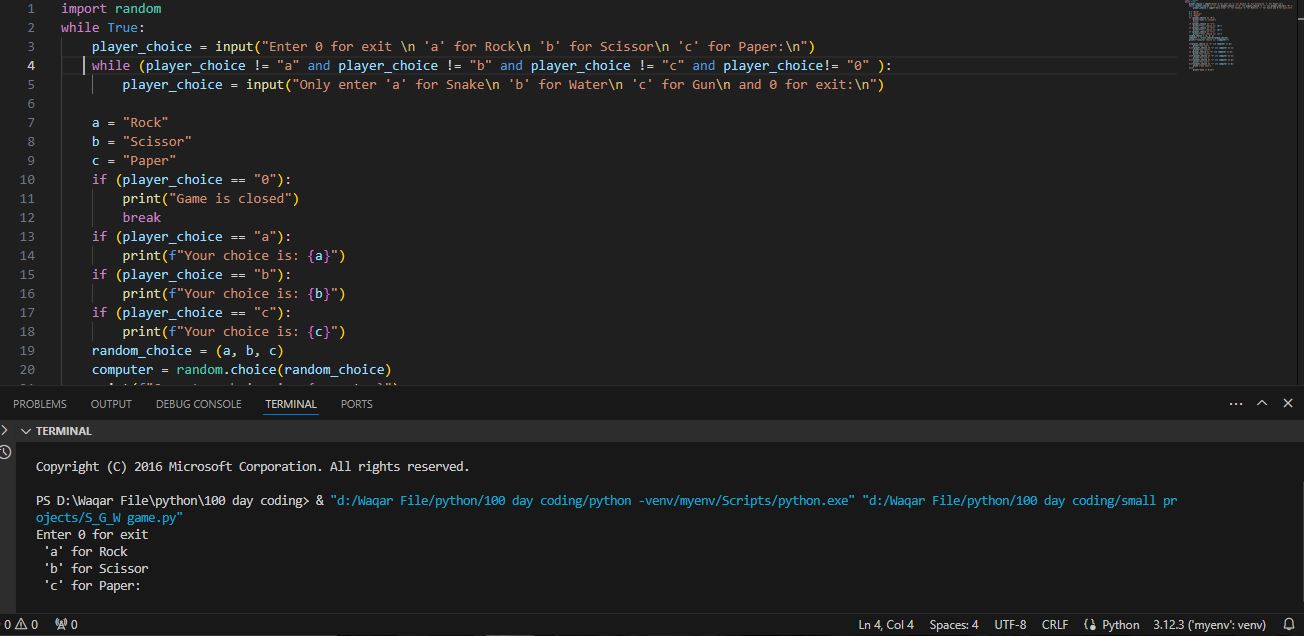 1 import random
2 while True:
3 player_choice = input("Enter 0 for exit \n 'a' for Rock\n 'b' for Scissor\n 'c' for Paper:\n")
4 while (player_choice != "a" and player_choice != "b" and player_choice != "c" and player_choice!= "0" ):
5 player_choice = input("Only enter 'a' for Snake\n 'b' for Water\n 'c' for Gun\n and 0 for exit:\n")
6
7 a = "Rock"
8 b = "Scissor"
9 c = "Paper"
10 if (player_choice == "0"):
11 print("Game is closed")
12 break
13 if (player_choice == "a"):
14 print(f"Your choice is: {a}")
15 if (player_choice == "b"):
16 print(f"Your choice is: {b}")
17 if (player_choice == "c"):
18 print(f"Your choice is: {c}")
19 random_choice = (a, b, c)
20 computer = random.choice(random_choice)
PROBLEMS OUTPUT DEBUG CONSOLE TERMINAL PORTS
TERMINAL
Copyright (C) 2016 Microsoft Corporation. All rights reserved.
PS D:\Waqar File\python\100 day coding> & "d:/Waqar File/python/100 day coding/python -venv/myenv/Scripts/python.exe" "d:/Waqar File/python/100 day coding/small pr
ojects/S_G_W game.py"
Enter 0 for exit
'a' for Rock
'b' for Scissor
'c' for Paper:
0 0 0 Ln 4, Col 4 Spaces: 4 UTF-8 CRLF Python 3.12.3 ('myenv': venv)